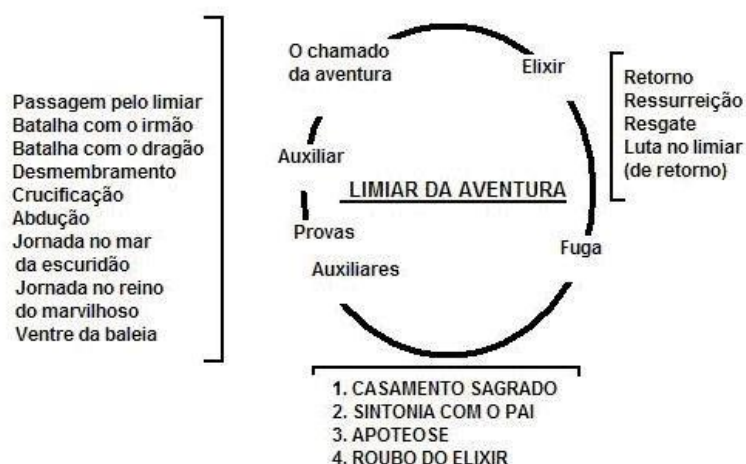 O chamado
da aventura
Elixir
Auxiliar
LIMIAR DA AVENTURA
Provas
Auxiliares
Fuga
Passagem pelo limiar
Batalha com o irmão
Batalha com o dragão
Desmembramento
Crucificação
Abdução
Jornada no mar
da escuridão
Jornada no reino
do marvilhoso
Ventre da baleia
Retorno
Ressurreição
Resgate
Luta no limiar
(de retorno)
1. CASAMENTO SAGRADO
2. SINTONIA COM O PAI
3. APOTEOSE
4. ROUBO DO ELIXIR